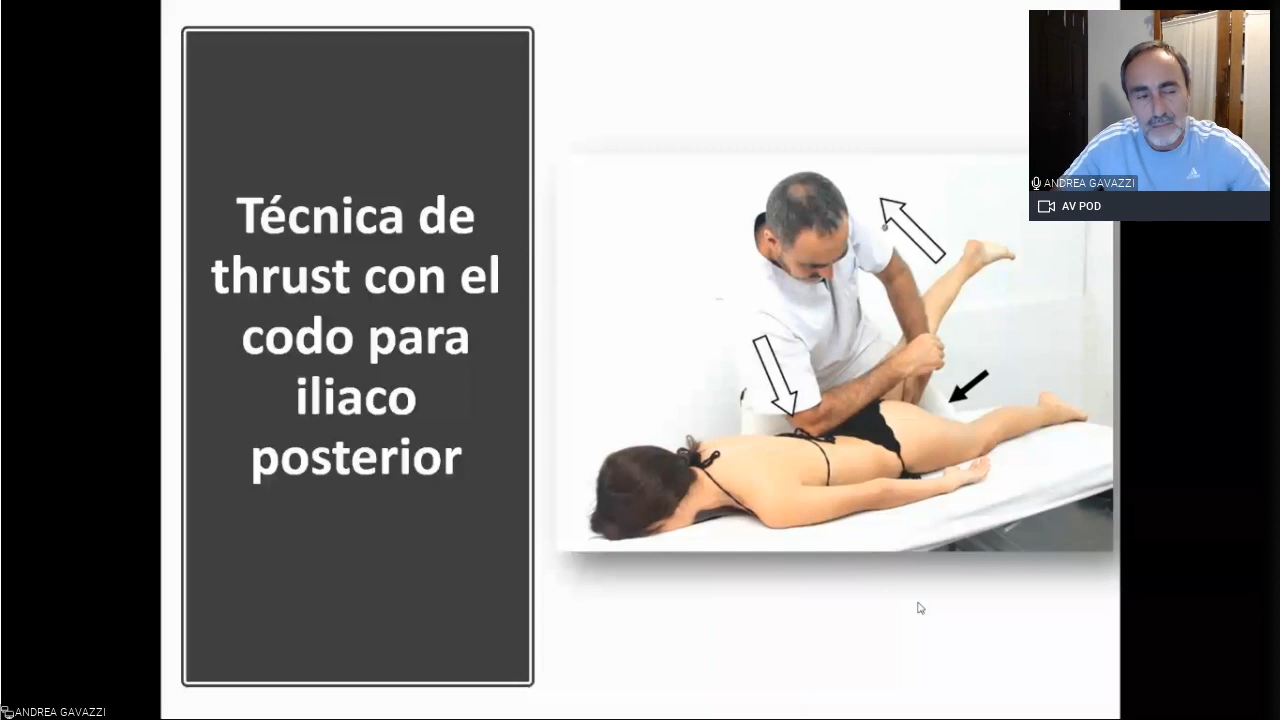 Técnica de
thrust con el
codo para
iliaco
posterior
ANDREA GAVAZZI
AV POD
ANDREA GAVAZZI